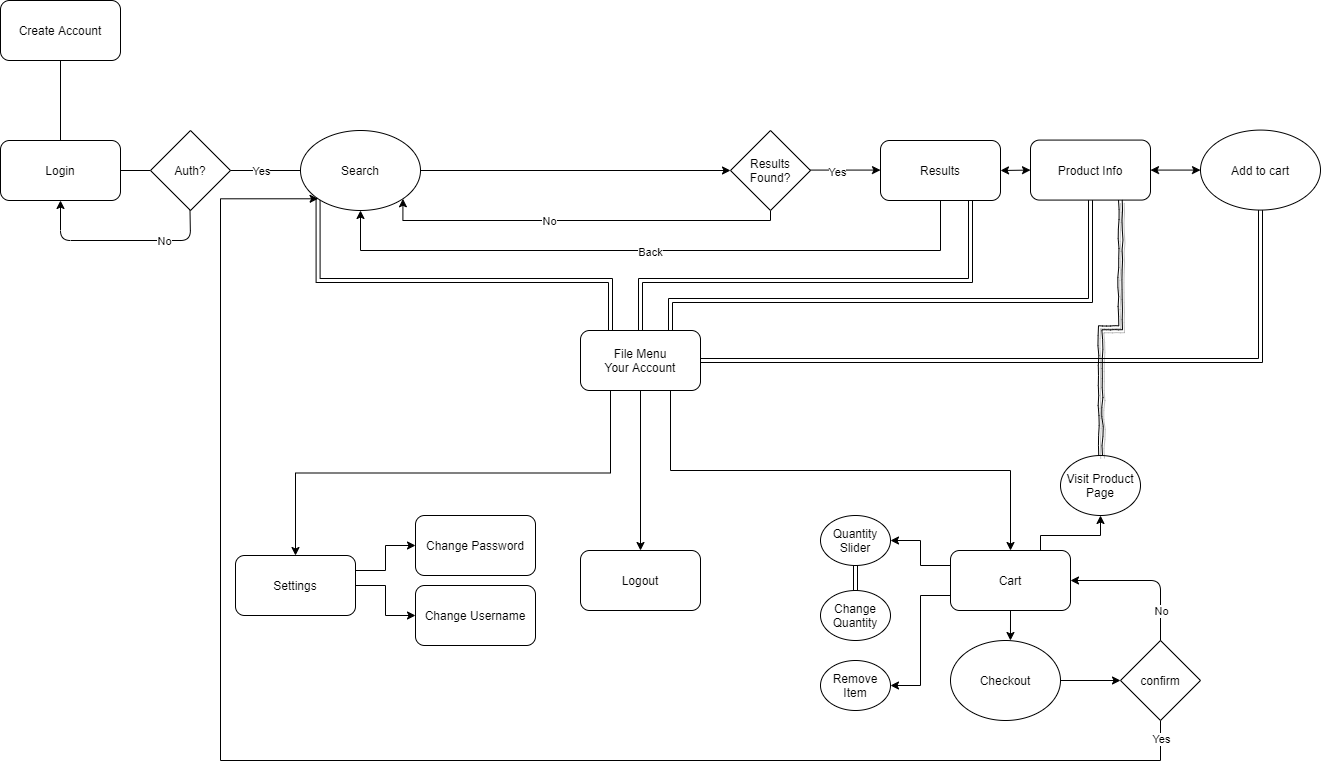 Create Account
Login
Auth?
Yes
Search
Results
Found?
Yes
Results
Product Info
Add to cart
No
No
Back
File Menu
Your Account
Visit Product
Page
Quantity
Slider
Change Password
Settings
Logout
Cart
Change Username
Change
Quantity
No
Remove
Item
Checkout
confirm
Yes